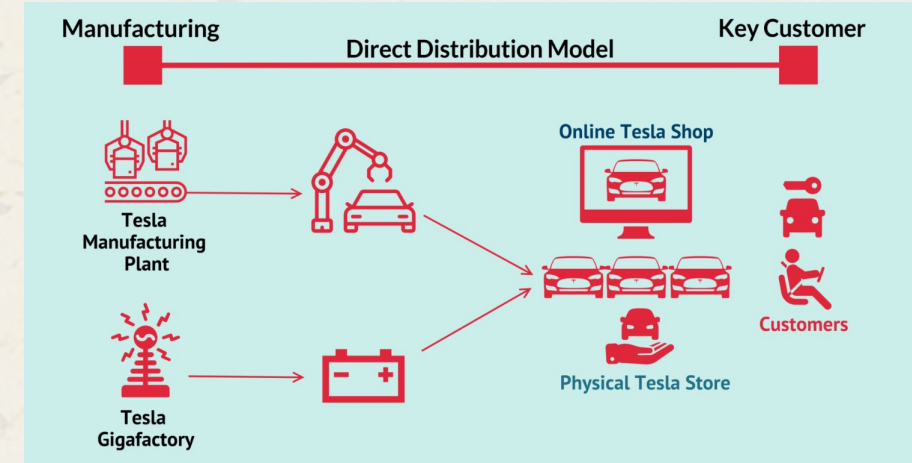 Manufacturing
Direct Distribution Model
Key Customer
Online Tesla Shop
Tesla
Manufacturing
Plant
Customers
Physical Tesla Store
Tesla
Gigafactory